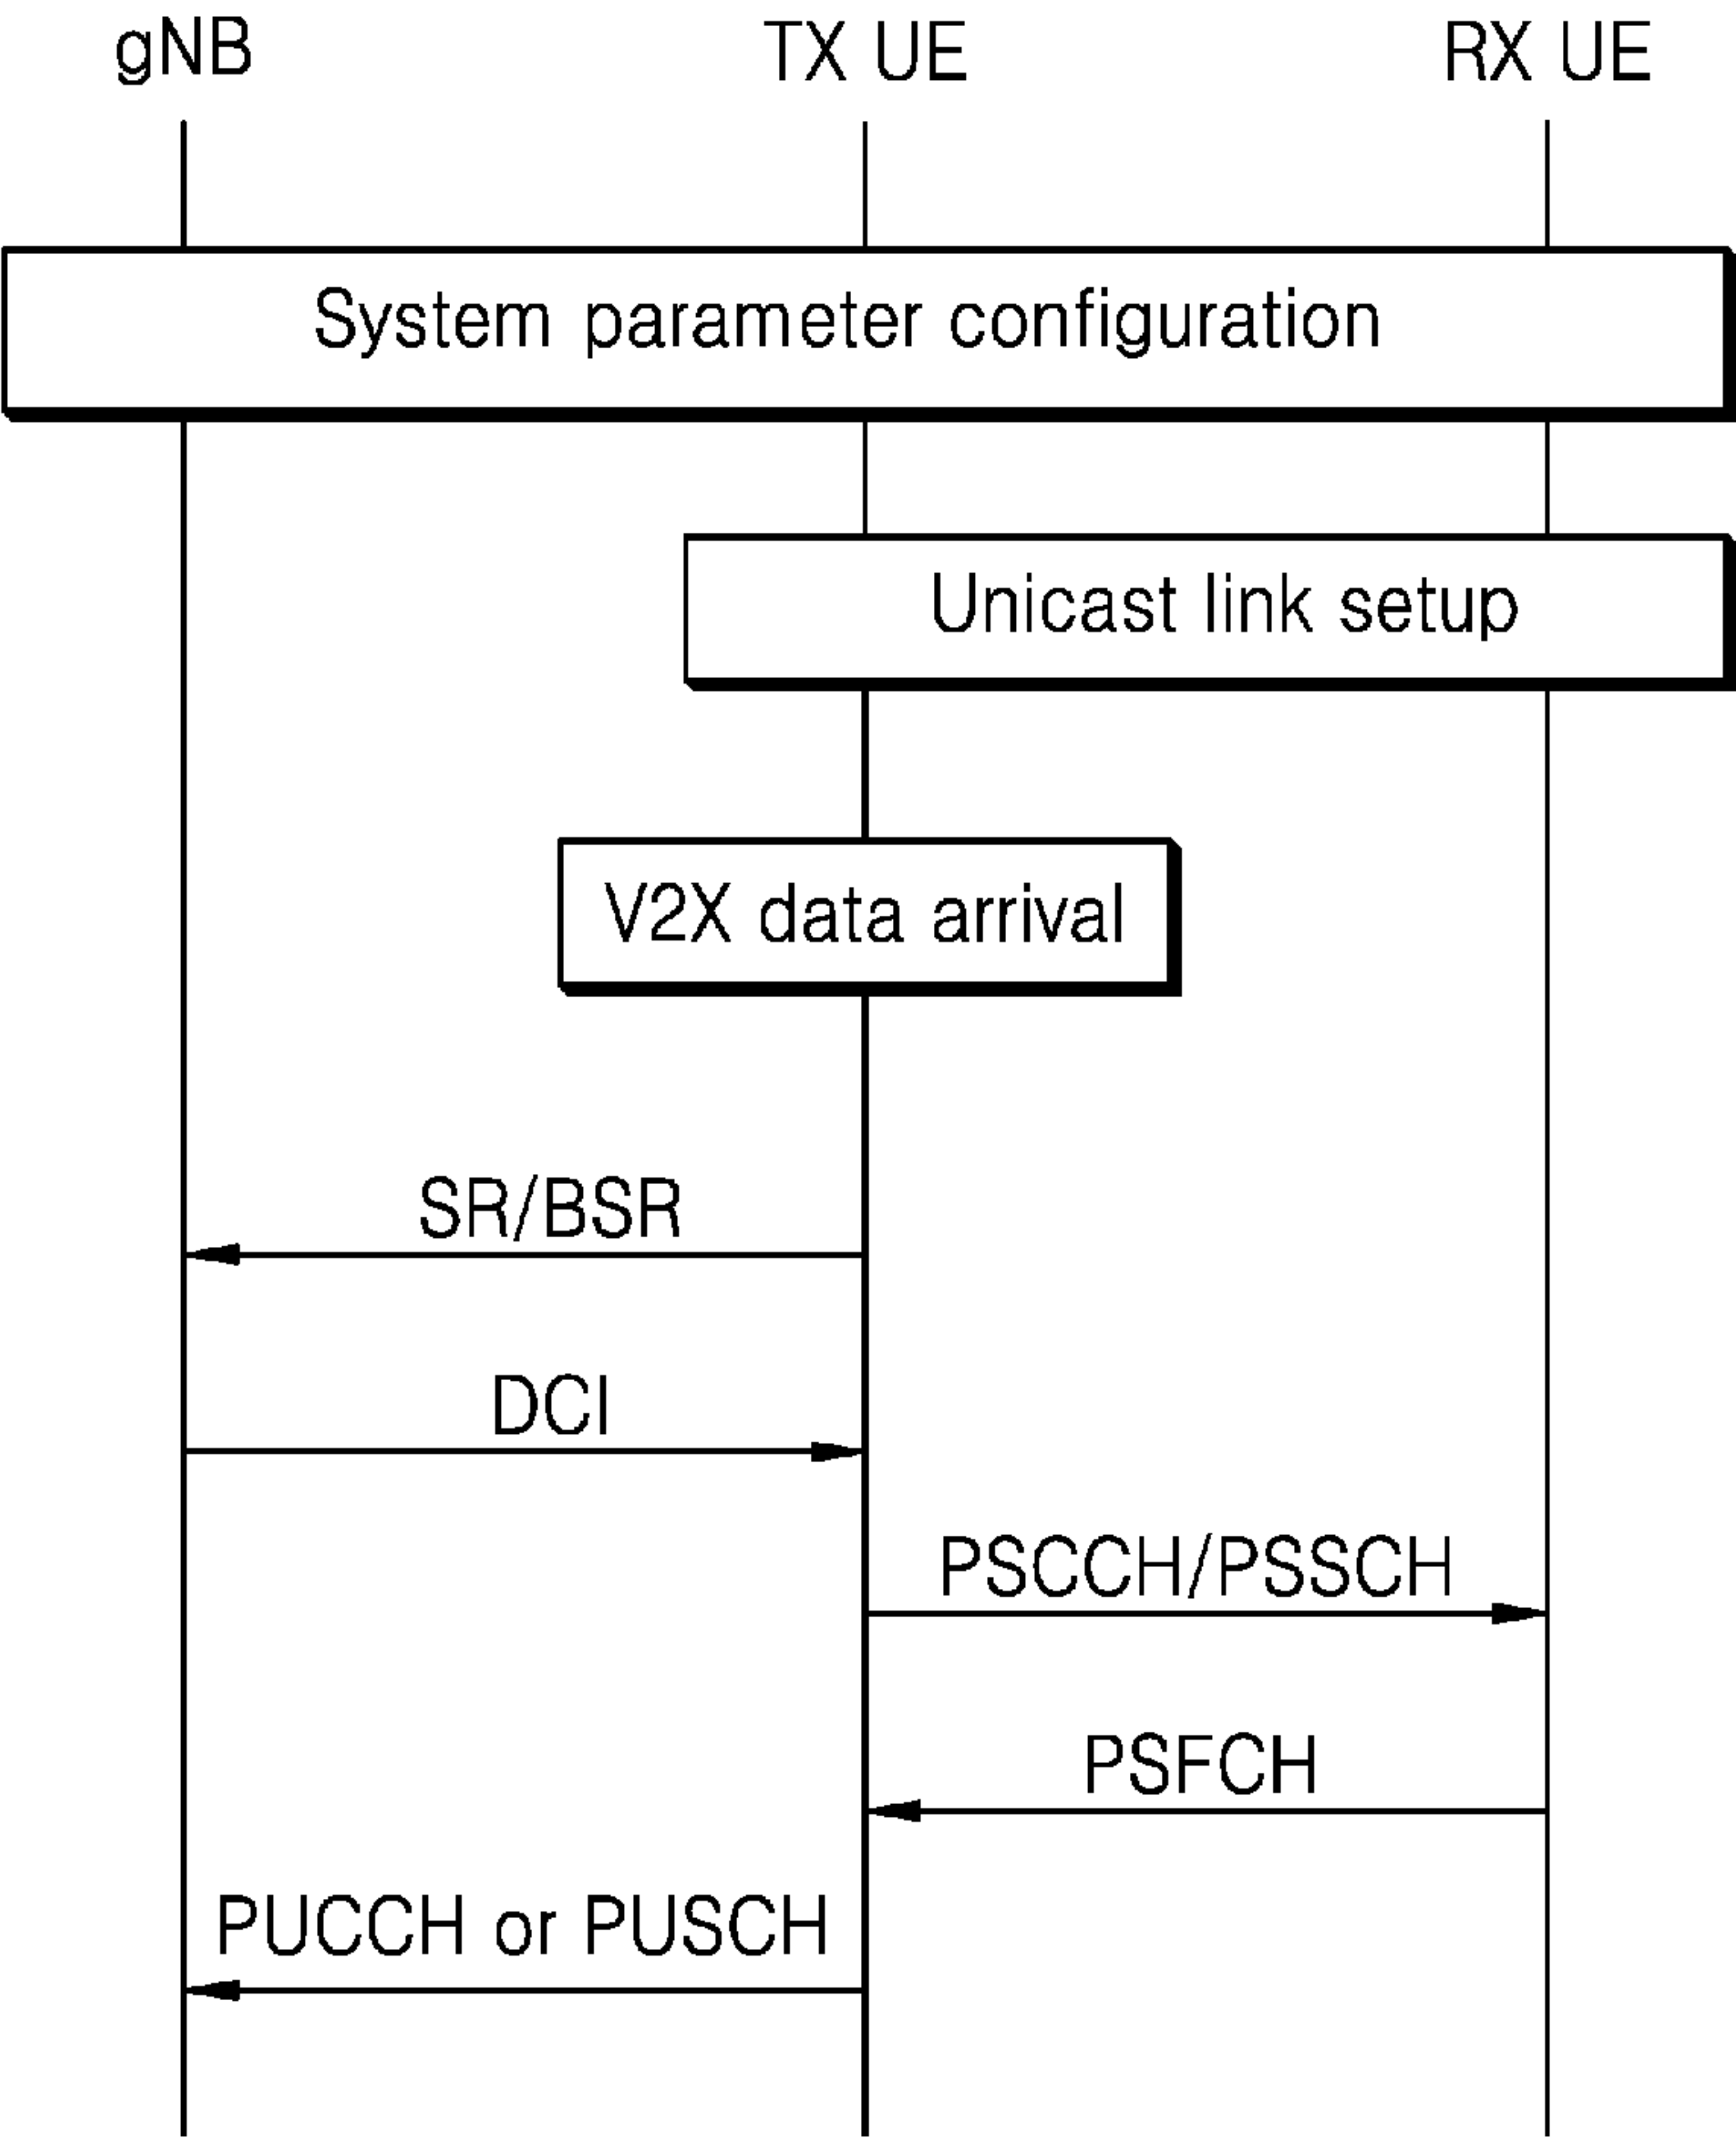 gNB
TX UE
RX UE
System parameter configuration
Unicast link setup
V2X data arrival
SR/BSR
DCI
PSCCH/PSSCH
PSFCH
PUCCH or PUSCH